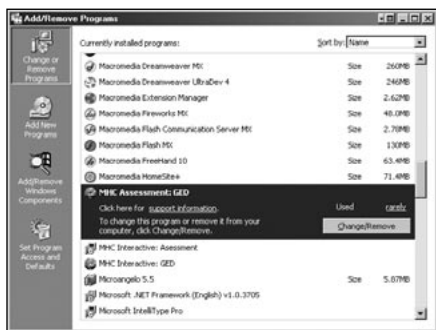 Add/Remove Programs
Change or
Remove
Programs
Add New
Programs
Add/Remove
Windows
Components
Set Program
Access and
Defaults
Currently installed programs:
Sort by: Name
Macromedia Dreamweaver MX Size 260MB
Macromedia Dreamweaver UltraDev 4 Size 246MB
Macromedia Extension Manager Size 2.62MB
Macromedia Fireworks MX Size 48.0MB
Macromedia Flash Communication Server MX Size 2.78MB
Macromedia Flash MX Size 130MB
Macromedia FreeHand 10 Size 63.4MB
Macromedia HomeSite+ Size 71.4MB
MHC Assessment: GED
Click here for support information. Used rarely
To change this program or remove it from your
computer, click Change/Remove. Change/Remove
MHC Interactive: Asessment
MHC Interactive: GED
Microangelo 5.5 Size 5.87MB
Microsoft .NET Framework (English) v1.0.3705
Microsoft IntelliType Pro